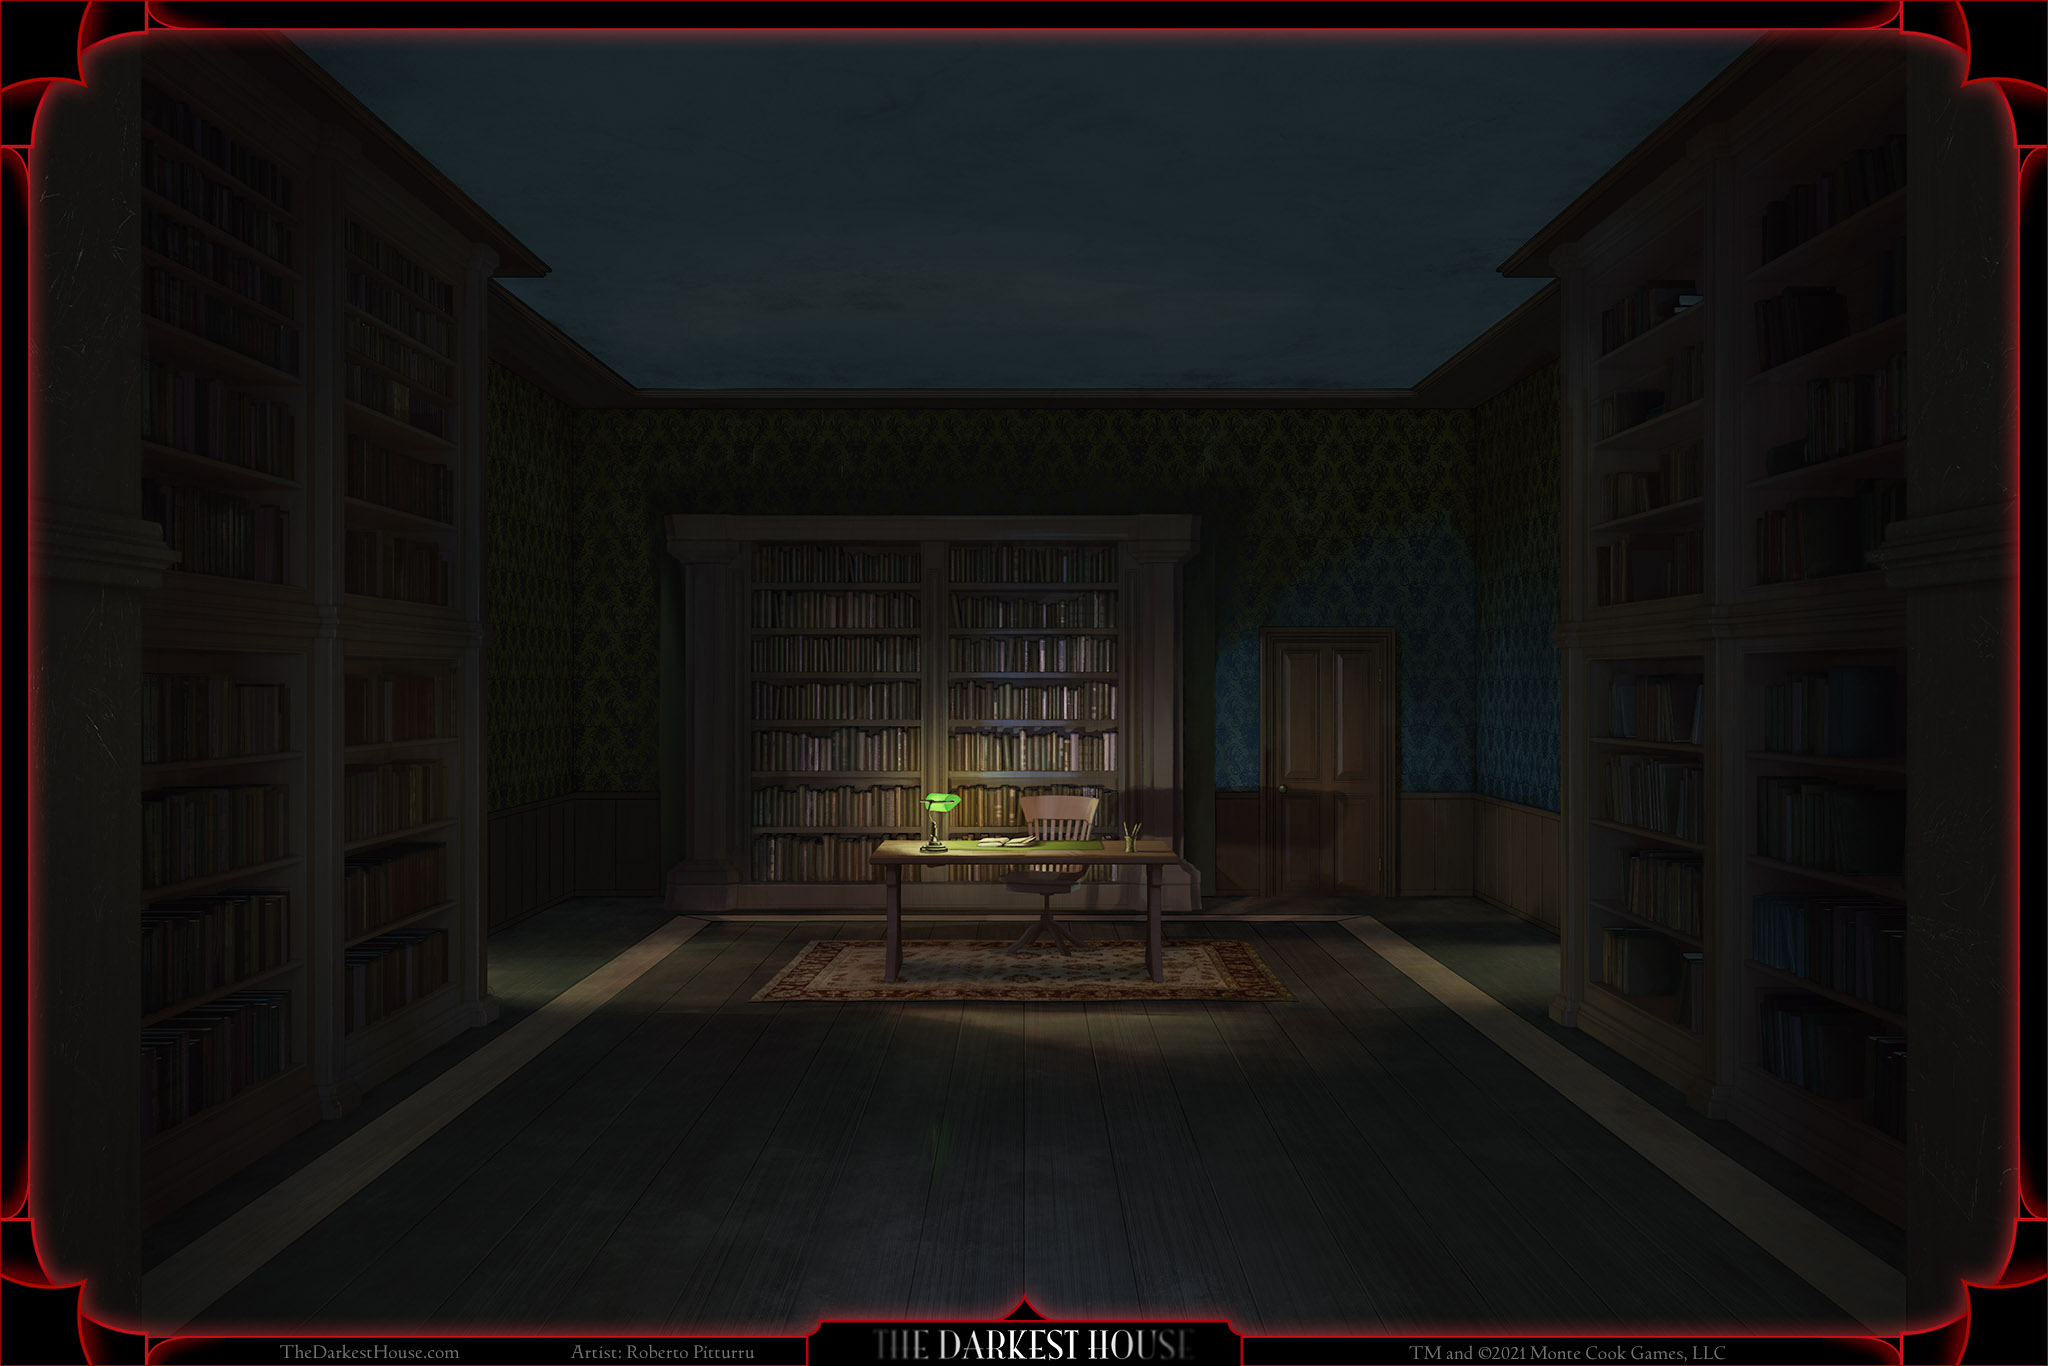 THE DARKEST HOUSE
TheDarkestHouse.com
Artist: Roberto Pitturru
TM and ©2021 Monte Cook Games, LLC